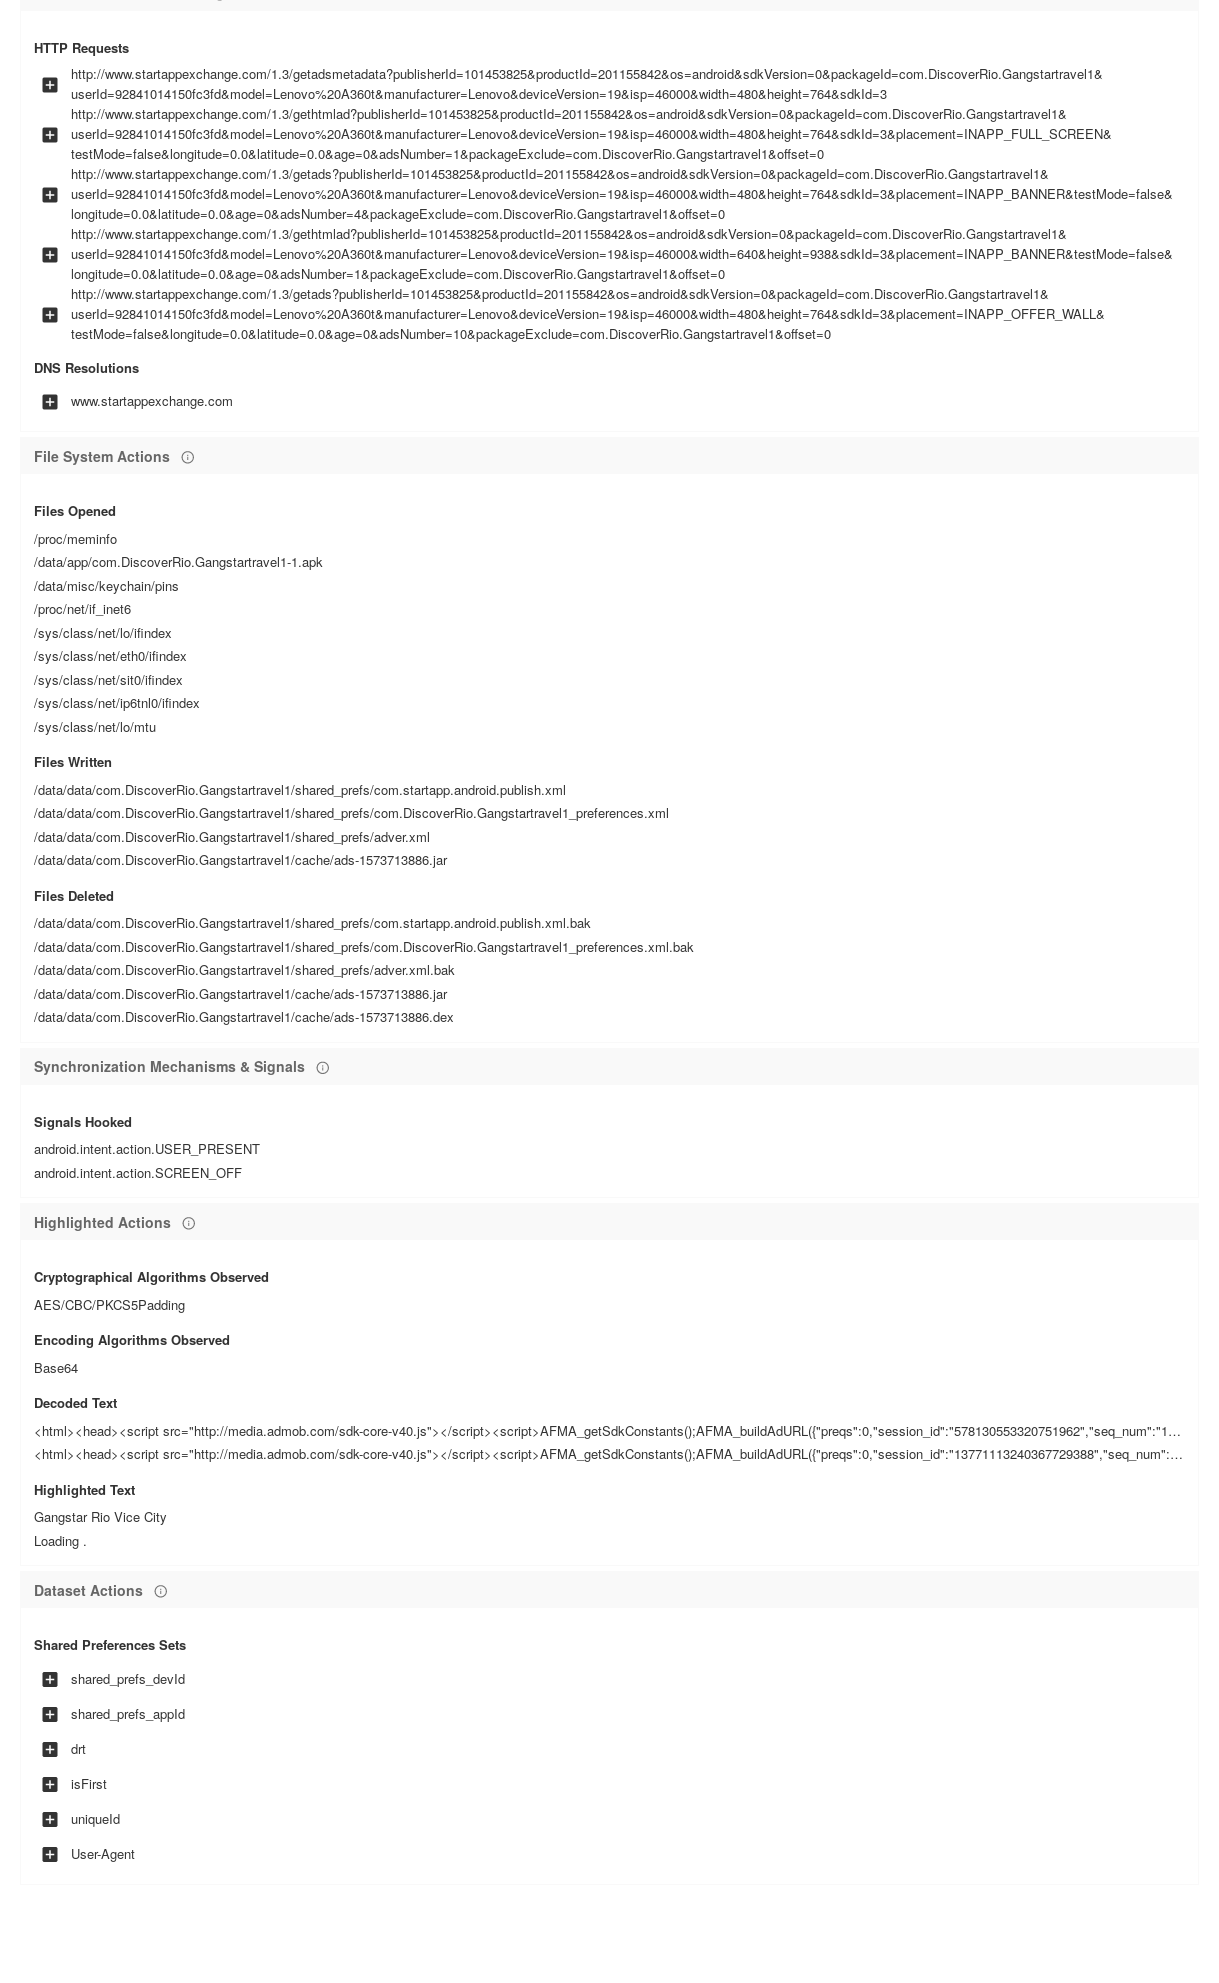 HTTP Requests
http://www.startappexchange.com/1.3/getadsmetadata?publisherId=101453825&productId=201155842&os=android&sdkVersion=0&packageId=com.DiscoverRio.Gangstartravel1&
userId=92841014150fc3fd&model=Lenovo%20A360t&manufacturer=Lenovo&deviceVersion=19&isp=46000&width=480&height=764&sdkId=3
http://www.startappexchange.com/1.3/gethtmlad?publisherId=101453825&productId=201155842&os=android&sdkVersion=0&packageId=com.DiscoverRio.Gangstartravel1&
userId=92841014150fc3fd&model=Lenovo%20A360t&manufacturer=Lenovo&deviceVersion=19&isp=46000&width=480&height=764&sdkId=3&placement=INAPP_FULL_SCREEN&
testMode=false&longitude=0.0&latitude=0.0&age=0&adsNumber=1&packageExclude=com.DiscoverRio.Gangstartravel1&offset=0
http://www.startappexchange.com/1.3/getads?publisherId=101453825&productId=201155842&os=android&sdkVersion=0&packageId=com.DiscoverRio.Gangstartravel1&
userId=92841014150fc3fd&model=Lenovo%20A360t&manufacturer=Lenovo&deviceVersion=19&isp=46000&width=480&height=764&sdkId=3&placement=INAPP_BANNER&testMode=false&
longitude=0.0&latitude=0.0&age=0&adsNumber=4&packageExclude=com.DiscoverRio.Gangstartravel1&offset=0
http://www.startappexchange.com/1.3/gethtmlad?publisherId=101453825&productId=201155842&os=android&sdkVersion=0&packageId=com.DiscoverRio.Gangstartravel1&
userId=92841014150fc3fd&model=Lenovo%20A360t&manufacturer=Lenovo&deviceVersion=19&isp=46000&width=640&height=938&sdkId=3&placement=INAPP_BANNER&testMode=false&
longitude=0.0&latitude=0.0&age=0&adsNumber=1&packageExclude=com.DiscoverRio.Gangstartravel1&offset=0
http://www.startappexchange.com/1.3/getads?publisherId=101453825&productId=201155842&os=android&sdkVersion=0&packageId=com.DiscoverRio.Gangstartravel1&
userId=92841014150fc3fd&model=Lenovo%20A360t&manufacturer=Lenovo&deviceVersion=19&isp=46000&width=480&height=764&sdkId=3&placement=INAPP_OFFER_WALL&
testMode=false&longitude=0.0&latitude=0.0&age=0&adsNumber=10&packageExclude=com.DiscoverRio.Gangstartravel1&offset=0
DNS Resolutions
www.startappexchange.com
File System Actions
Files Opened
/proc/meminfo
/data/app/com.DiscoverRio.Gangstartravel1-1.apk
/data/misc/keychain/pins
/proc/net/if_inet6
/sys/class/net/lo/ifindex
/sys/class/net/eth0/ifindex
/sys/class/net/sit0/ifindex
/sys/class/net/ip6tnl0/ifindex
/sys/class/net/lo/mtu
Files Written
/data/data/com.DiscoverRio.Gangstartravel1/shared_prefs/com.startapp.android.publish.xml
/data/data/com.DiscoverRio.Gangstartravel1/shared_prefs/com.DiscoverRio.Gangstartravel1_preferences.xml
/data/data/com.DiscoverRio.Gangstartravel1/shared_prefs/adver.xml
/data/data/com.DiscoverRio.Gangstartravel1/cache/ads-1573713886.jar
Files Deleted
/data/data/com.DiscoverRio.Gangstartravel1/shared_prefs/com.startapp.android.publish.xml.bak
/data/data/com.DiscoverRio.Gangstartravel1/shared_prefs/com.DiscoverRio.Gangstartravel1_preferences.xml.bak
/data/data/com.DiscoverRio.Gangstartravel1/shared_prefs/adver.xml.bak
/data/data/com.DiscoverRio.Gangstartravel1/cache/ads-1573713886.jar
/data/data/com.DiscoverRio.Gangstartravel1/cache/ads-1573713886.dex
Synchronization Mechanisms & Signals
Signals Hooked
android.intent.action.USER_PRESENT
android.intent.action.SCREEN_OFF
Highlighted Actions
Cryptographical Algorithms Observed
AES/CBC/PKCS5Padding
Encoding Algorithms Observed
Base64
Decoded Text
<html><head><script src="http://media.admob.com/sdk-core-v40.js"></script><script>AFMA_getSdkConstants();AFMA_buildAdURL({"preqs":0,"session_id":"578130553320751962","seq_num":"1...
<html><head><script src="http://media.admob.com/sdk-core-v40.js"></script><script>AFMA_getSdkConstants();AFMA_buildAdURL({"preqs":0,"session_id":"13771113240367729388","seq_num":...
Highlighted Text
Gangstar Rio Vice City
Loading .
Dataset Actions
Shared Preferences Sets
shared_prefs_devId
shared_prefs_appId
drt
isFirst
uniqueId
User-Agent